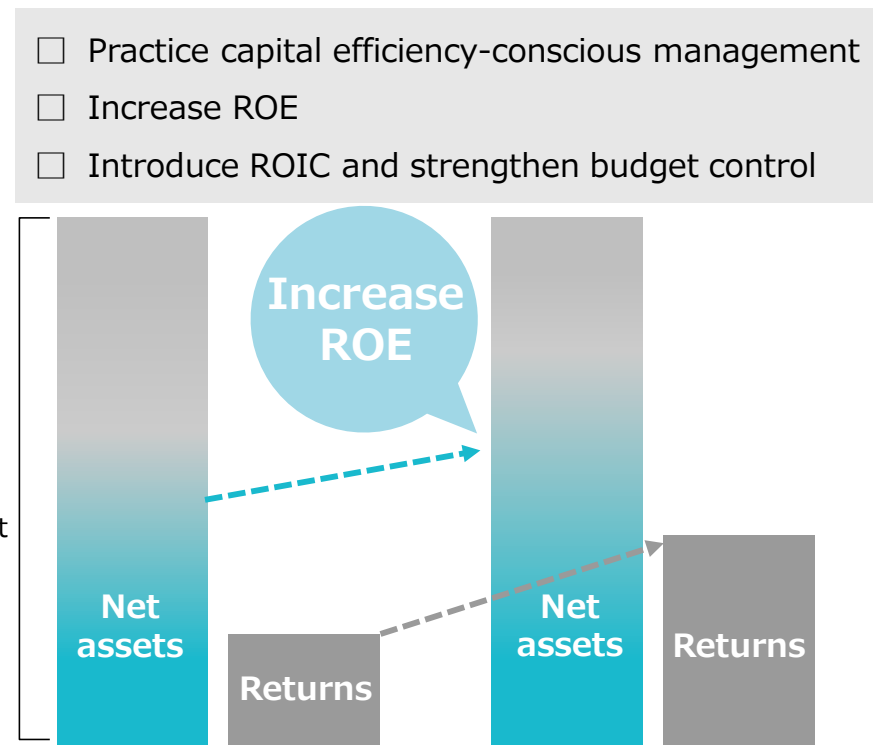 □ Practice capital efficiency-conscious management
□ Increase ROE
□ Introduce ROIC and strengthen budget control
Increase
ROE
t
Net
assets
Returns
Net
assets
Returns